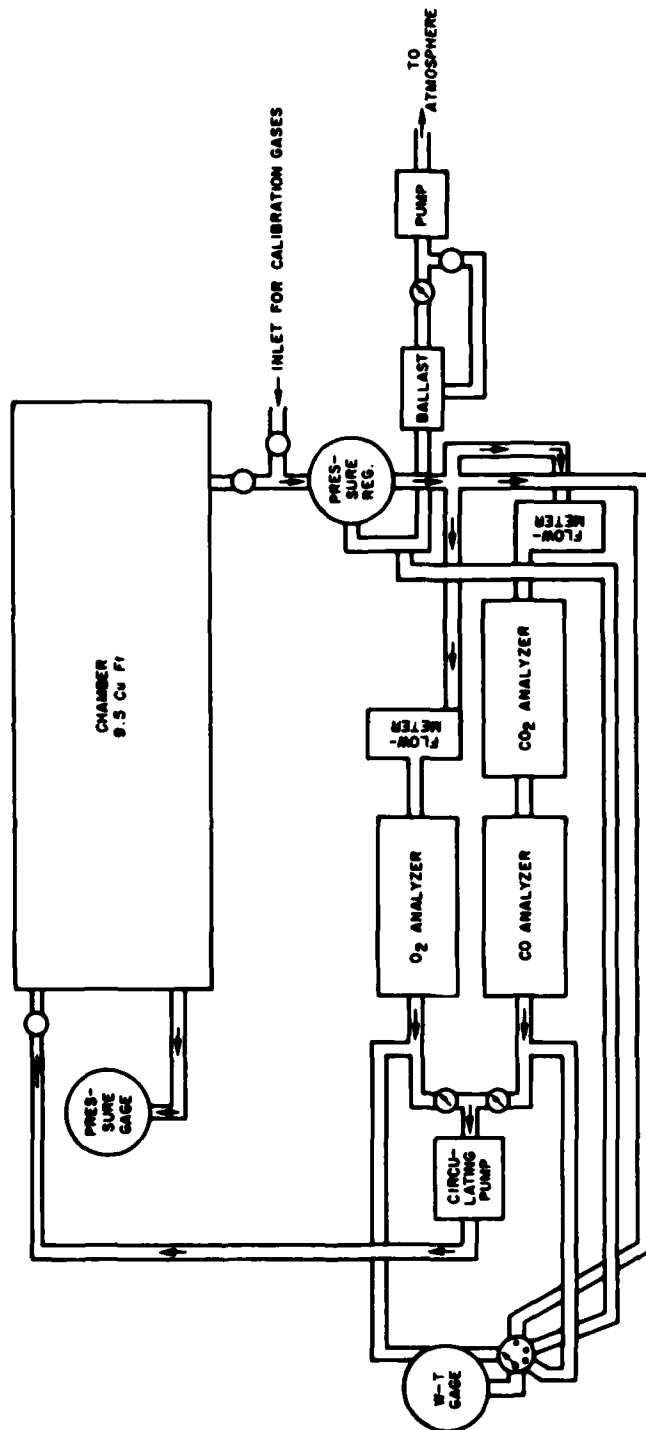 CHAMBER
9.5 Cu Ft
PRES-
SURE
GAGE
INLET FOR CALIBRATION GASES
PRES-
SURE
REG.
TO
ATMOSPHERE
PUMP
BALLAST
FLOW-
METER
FLOW-
METER
O2 ANALYZER
CO ANALYZER
CO2 ANALYZER
CIRCU-
LATING
PUMP
W-T
GAGE